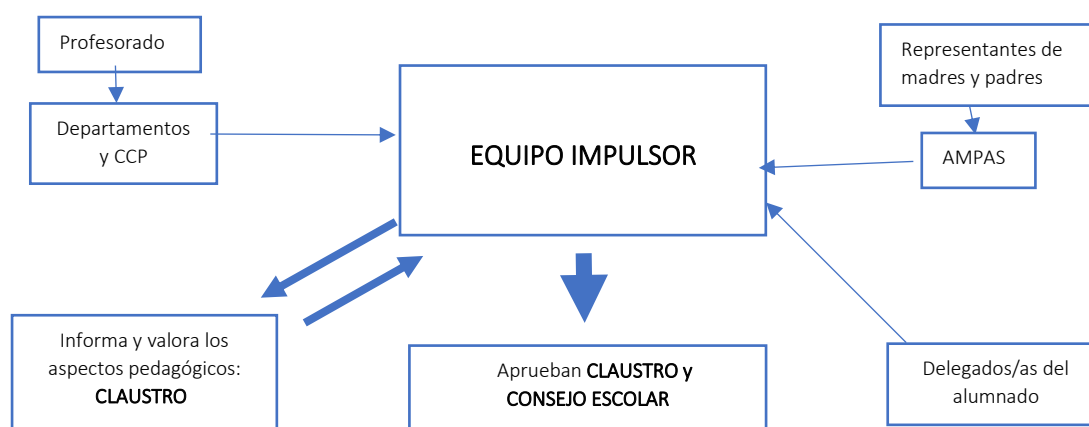 Profesorado
Departamentos
y CCP
EQUIPO IMPULSOR
Representantes de
madres y padres
AMPAS
Informa y valora los
aspectos pedagógicos:
CLAUSTRO
Aprueban CLAUSTRO y
CONSEJO ESCOLAR
Delegados/as del
alumnado